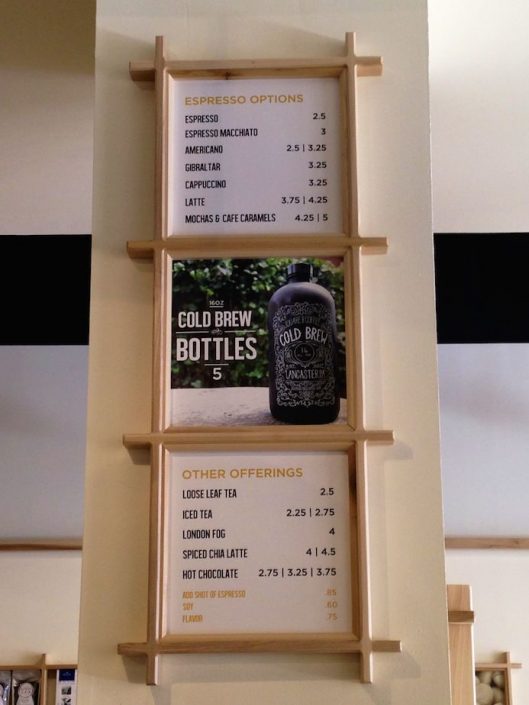 ESPRESSO OPTIONS
ESPRESSO 2.5
ESPRESSO MACCHIATO 3
AMERICANO 2.5 | 3.25
GIBRALTAR 3.25
CAPPUCCINO 3.25
LATTE 3.75 | 4.25
MOCHAS & CAFE CARAMELS 4.25 | 5
16OZ
COLD BREW
BOTTLES
5
COLD BREW
LANCASTER PA
OTHER OFFERINGS
LOOSE LEAF TEA 2.5
ICED TEA 2.25 | 2.75
LONDON FOG 4
SPICED CHIA LATTE 4 | 4.5
HOT CHOCOLATE 2.75 | 3.25 | 3.75
ADD SHOT OF ESPRESSO .85
SOY .60
FLAVOR .75